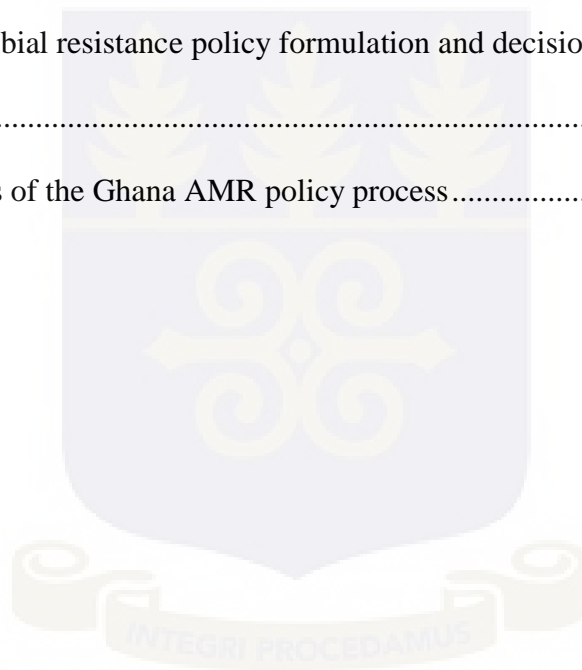 bial resistance policy formulation and decisio
................................................................................
s of the Ghana AMR policy process.................
INTEGRI PROCEDAMUS